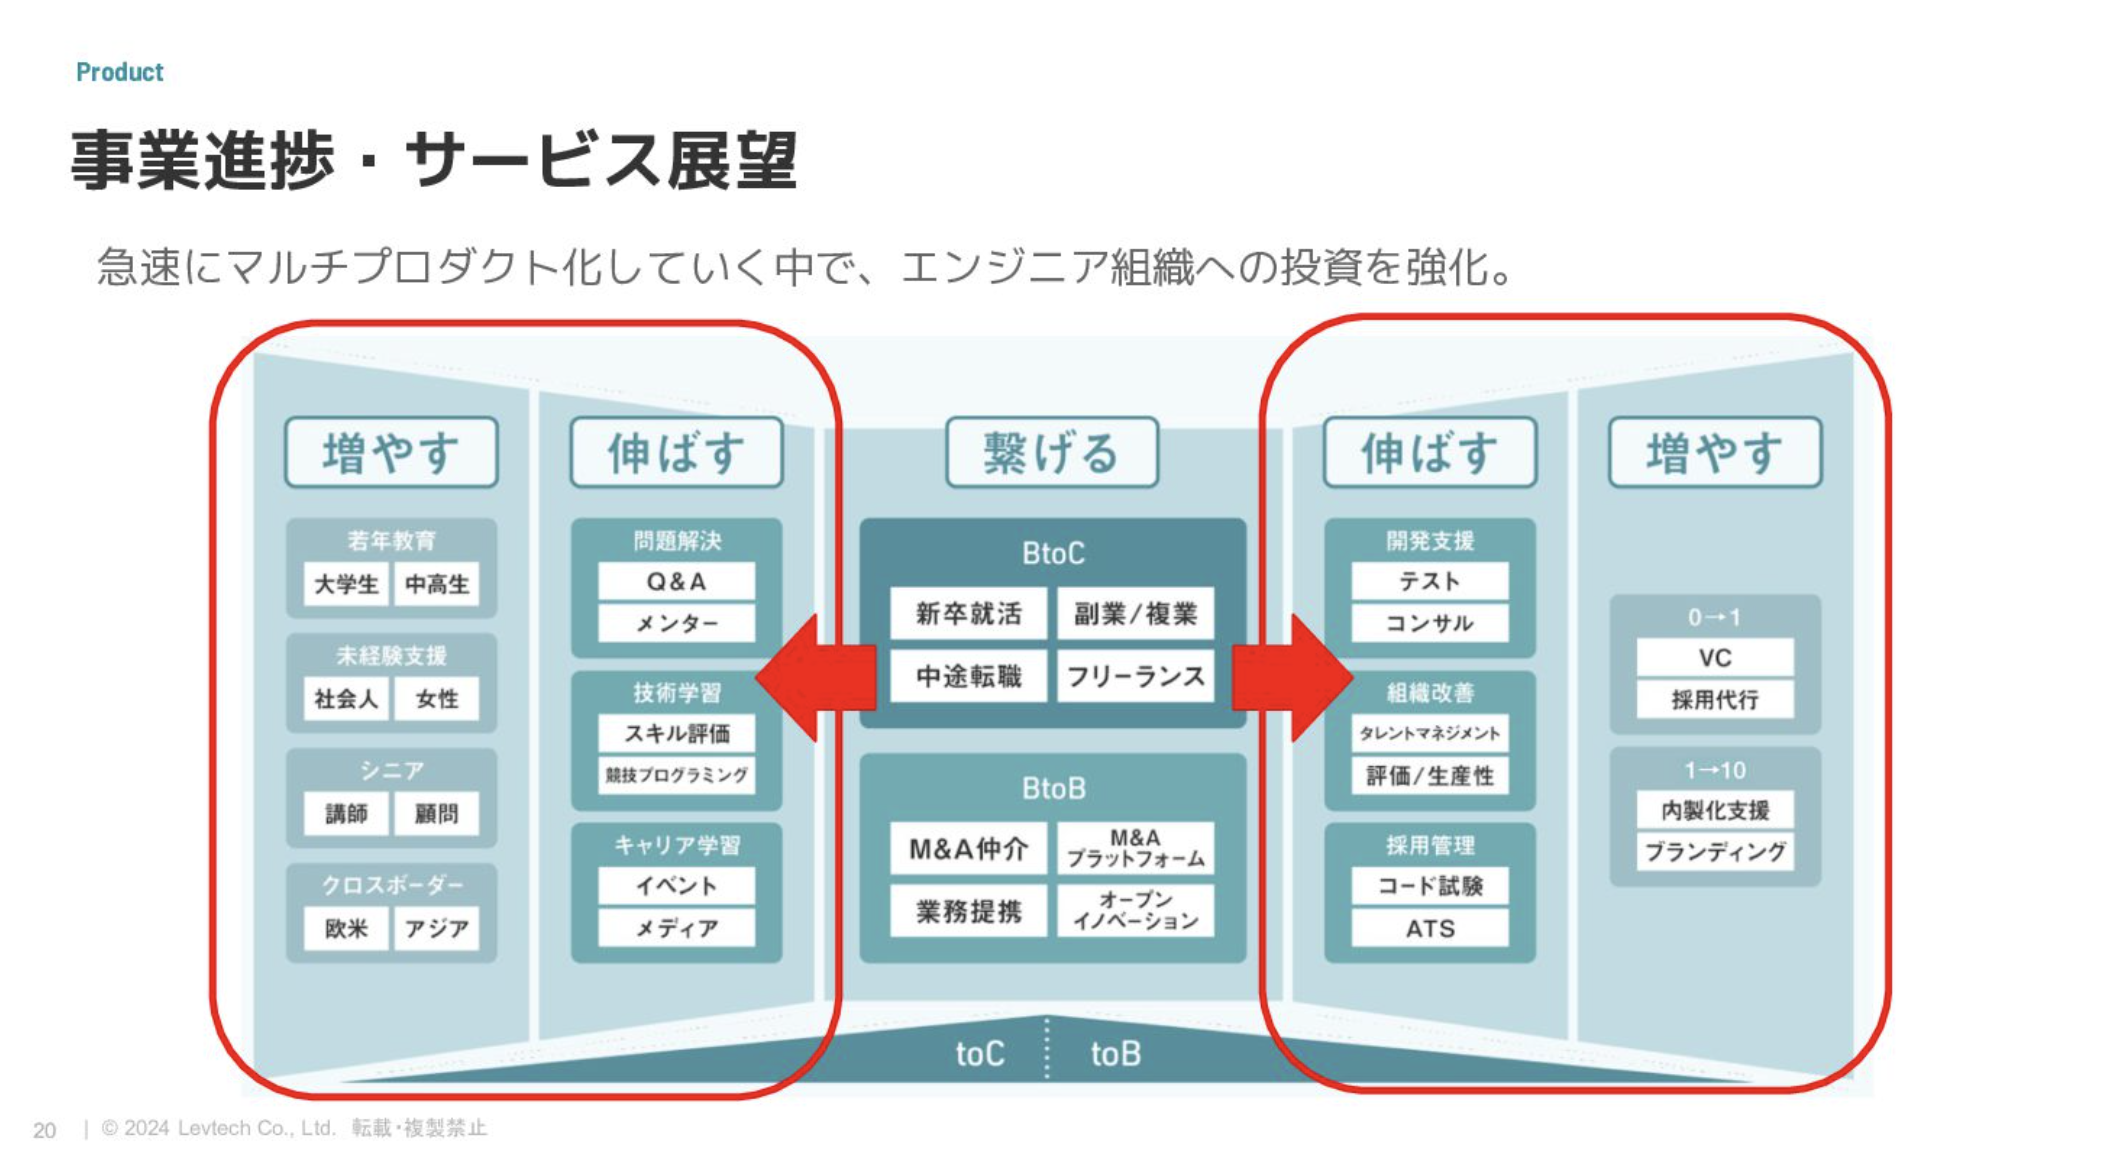 Product
事業進捗・サービス展望
急速にマルチプロダクト化していく中で、エンジニア組織への投資を強化。
増やす
若年教育
大学生 中高生
未経験支援
社会人 女性
シニア
講師 顧問
クロスボーダー
欧米 アジア
伸ばす
問題解決
Q&A
メンター
技術学習
スキル評価
競技プログラミング
キャリア学習
イベント
メディア
繋げる
BtoC
新卒就活 副業/複業
中途転職 フリーランス
BtoB
M&A仲介
M&A
プラットフォーム
業務提携
オープン
イノベーション
伸ばす
開発支援
テスト
コンサル
組織改善
タレントマネジメント
評価/生産性
採用管理
コード試験
ATS
増やす
0→1
VC
採用代行
1→10
内製化支援
ブランディング
toC toB
20 | © 2024 Levtech Co., Ltd. 転載・複製禁止